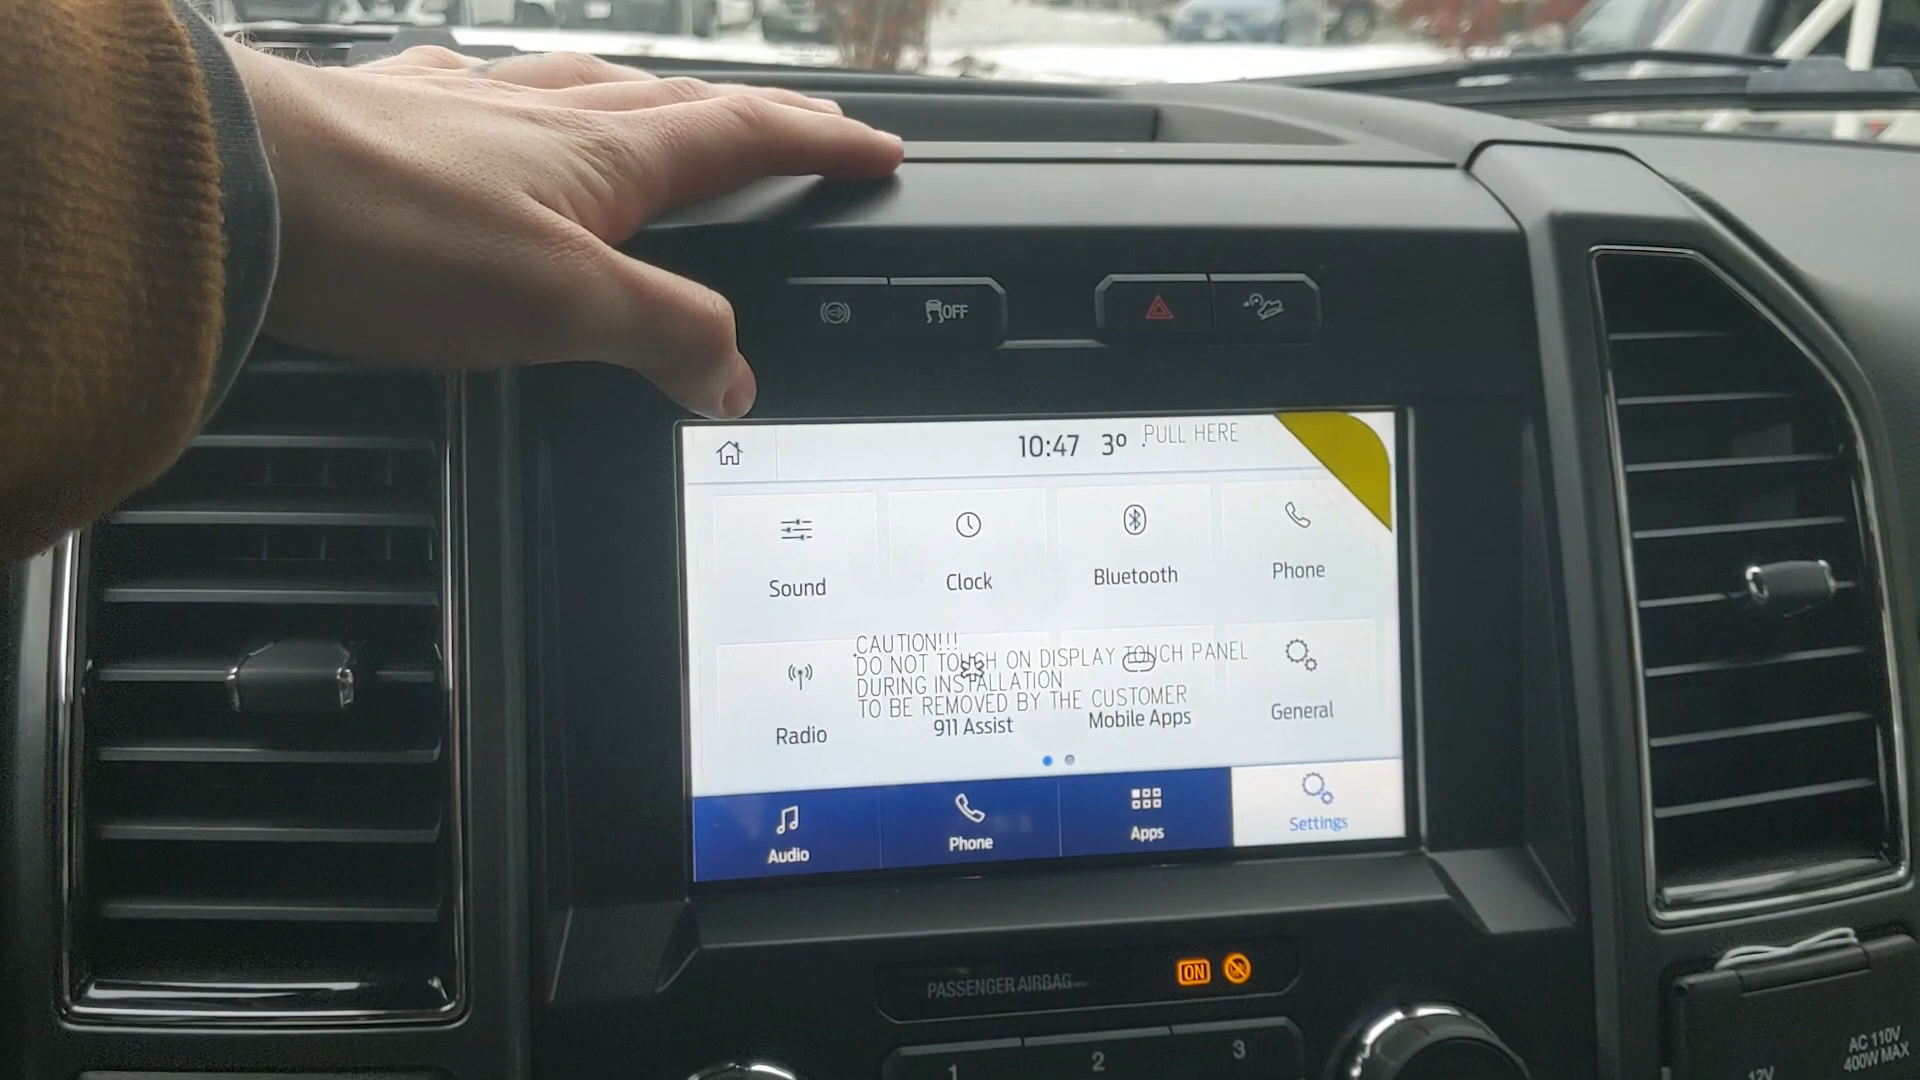 OFF
10:47 3° PULL HERE
Sound
Clock
Bluetooth
Phone
CAUTION!!!
DO NOT TOUCH ON DISPLAY TOUCH PANEL
DURING INSTALLATION
TO BE REMOVED BY THE CUSTOMER
Radio
911 Assist
Mobile Apps
General
Audio
Phone
Apps
Settings
PASSENGER AIRBAG
ON
1
2
3
12V
AC 110V
400W MAX